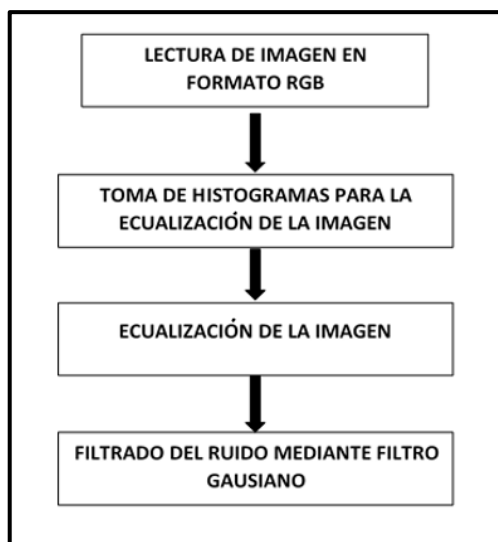 LECTURA DE IMAGEN EN
FORMATO RGB
TOMA DE HISTOGRAMAS PARA LA
ECUALIZACIÓN DE LA IMAGEN
ECUALIZACIÓN DE LA IMAGEN
FILTRADO DEL RUIDO MEDIANTE FILTRO
GAUSIANO